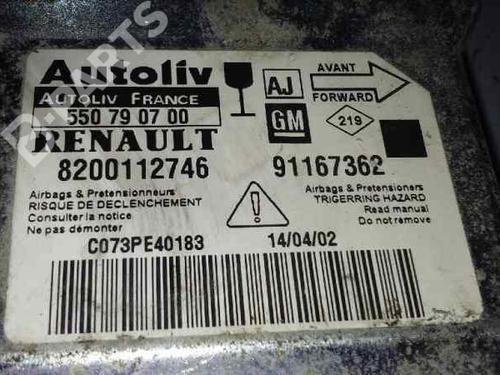 B-PARTS
Autoliv
AUTOLIV FRANCE
550 79 07 00
RENAULT
8200112746
AJ
GM
AVANT
FORWARD
219
91167362
Airbags & Pretensionneurs
RISQUE DE DECLENCHEMENT
Consulter la notice
Ne pas démonter
!
Airbags & Pretensioners
TRIGERRING HAZARD
Read manual
Do not remove
C073PE40183
14/04/02